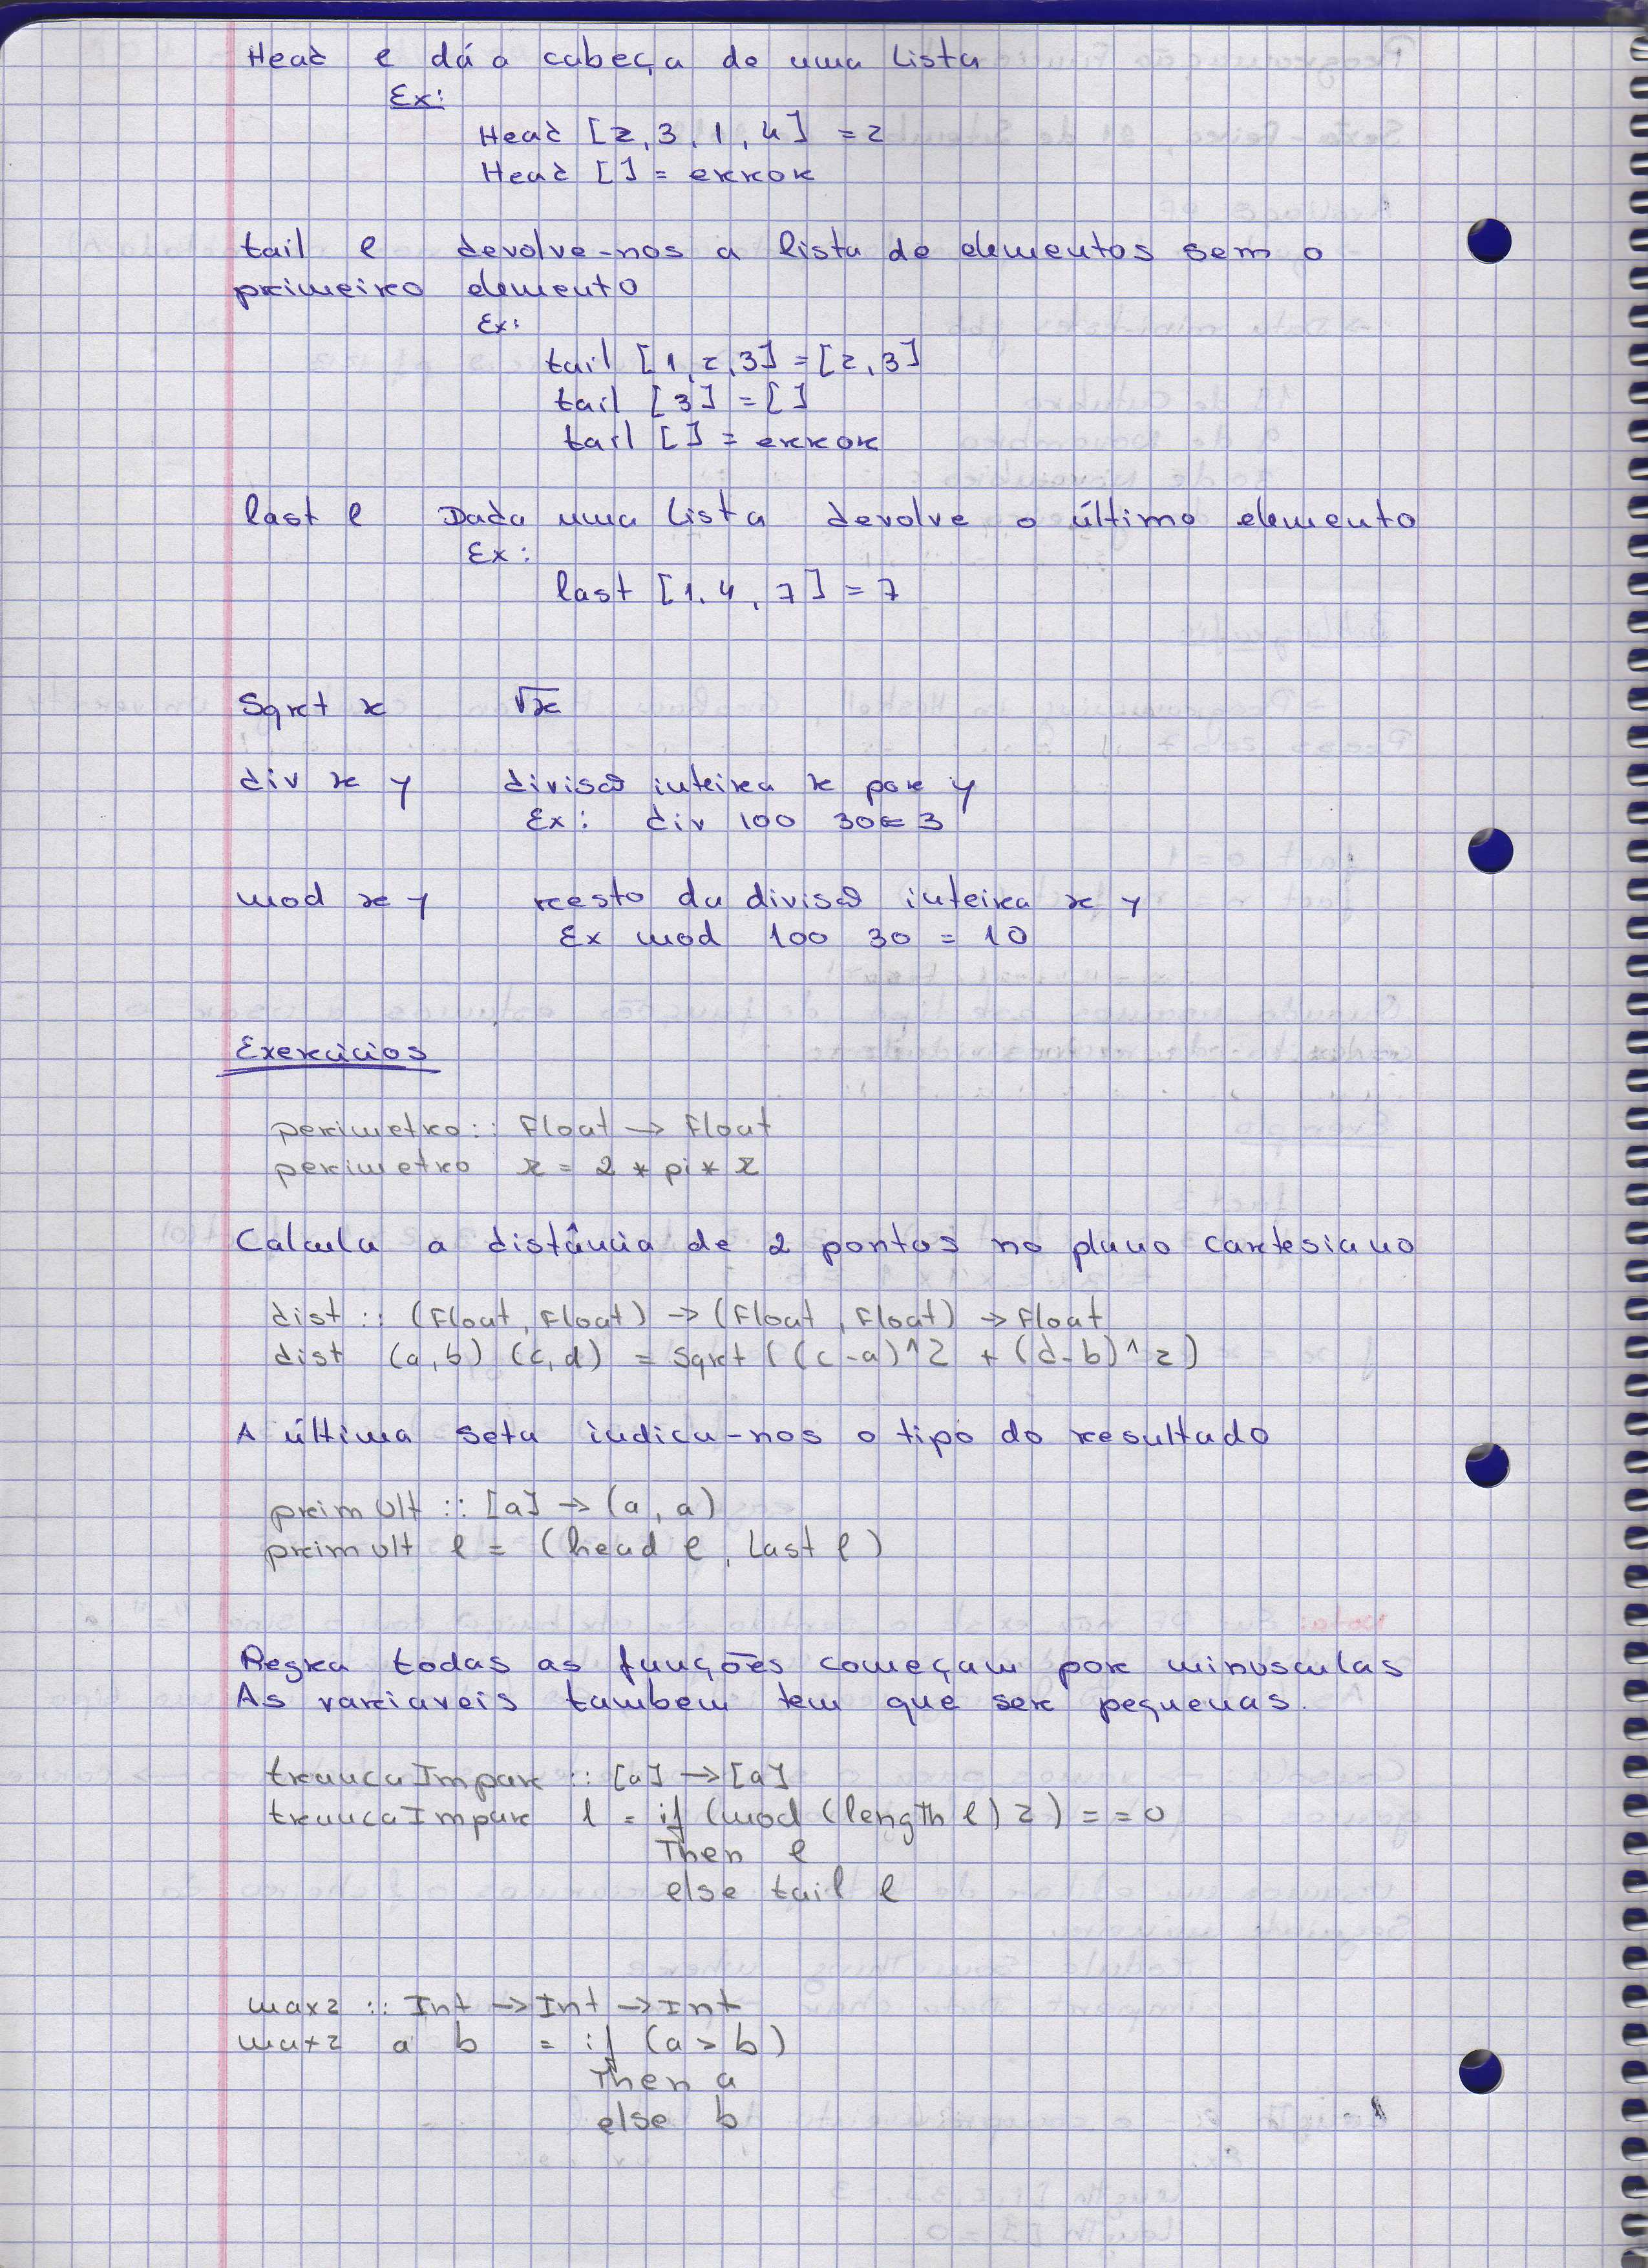 Head l dá a cabeça de uma lista
Ex:
Head [2,3,1,4] = 2
Head [] = error
tail l devolve-nos a lista de elementos sem o
primeiro elemento
Ex:
tail [1,2,3] = [2,3]
tail [3] = []
tail [] = error
last l Dada uma lista devolve o último elemento
Ex:
last [1,4,7] = 7
Sqrt x √x
div x y divisão inteira x por y
Ex: div 100 30 = 3
mod x y resto da divisão inteira x y
Ex mod 100 30 = 10
Exercicios
perimetro :: Float -> Float
perimetro r = 2 * pi * r
Calcula a distância de 2 pontos no plano cartesiano
dist :: (Float, Float) -> (Float, Float) -> Float
dist (a,b) (c,d) = Sqrt ((c-a)^2 + (d-b)^2)
A última seta indica-nos o tipo do resultado
primUlt :: [a] -> (a,a)
primUlt l = (head l, last l)
Regra todas as funções começam por minusculas
As variaveis tambem tem que ser pequenas.
truncaImpar :: [a] -> [a]
truncaImpar l = if (mod (length l) 2) == 0
Then l
else tail l
max2 :: Int -> Int -> Int
max2 a b = if (a > b)
Then a
else b